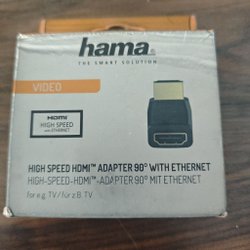 hama
THE SMART SOLUTION
VIDEO
HDMI
HIGH SPEED
with ETHERNET
HIGH SPEED HDMI™ ADAPTER 90° WITH ETHERNET
HIGH-SPEED-HDMI™-ADAPTER 90° MIT ETHERNET
for e.g. TV/für z.B. TV